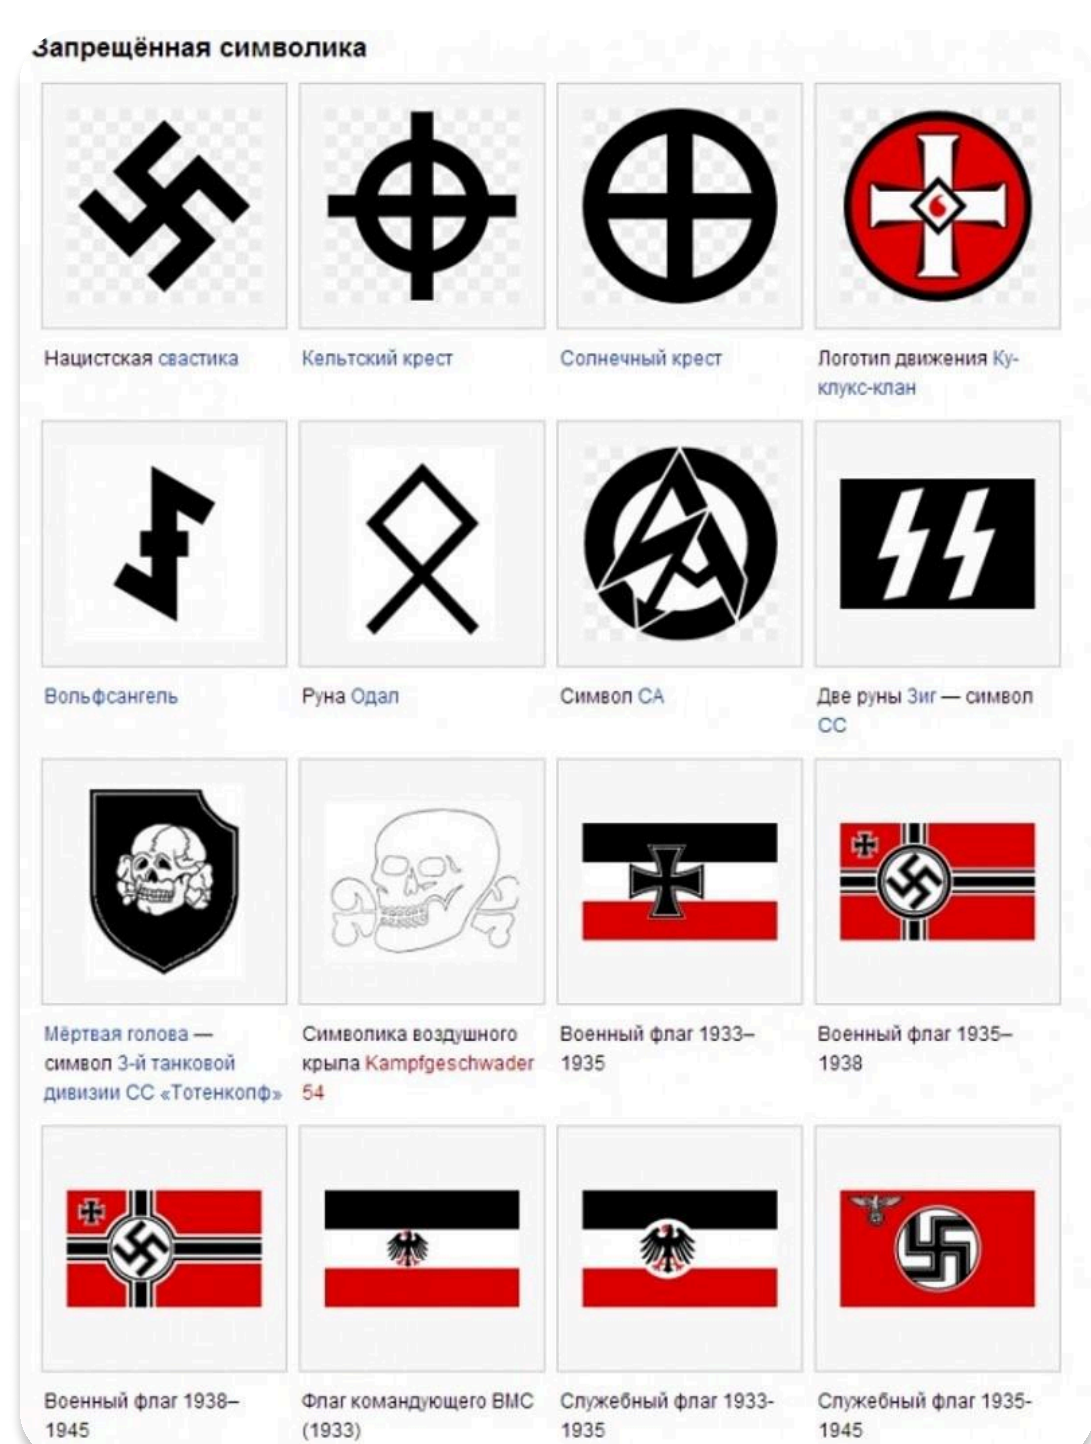 Запрещённая символика
Нацистская свастика
Кельтский крест
Солнечный крест
Логотип движения Ку-
клукс-клан
Вольфсангель
Руна Одал
Символ СА
Две руны Зиг — символ
СС
Мёртвая голова —
символ 3-й танковой
дивизии СС «Тотенкопф»
Символика воздушного
крыла Kampfgeschwader
54
Военный флаг 1933–
1935
Военный флаг 1935–
1938
Военный флаг 1938–
1945
Флаг командующего ВМС
(1933)
Служебный флаг 1933-
1935
Служебный флаг 1935-
1945